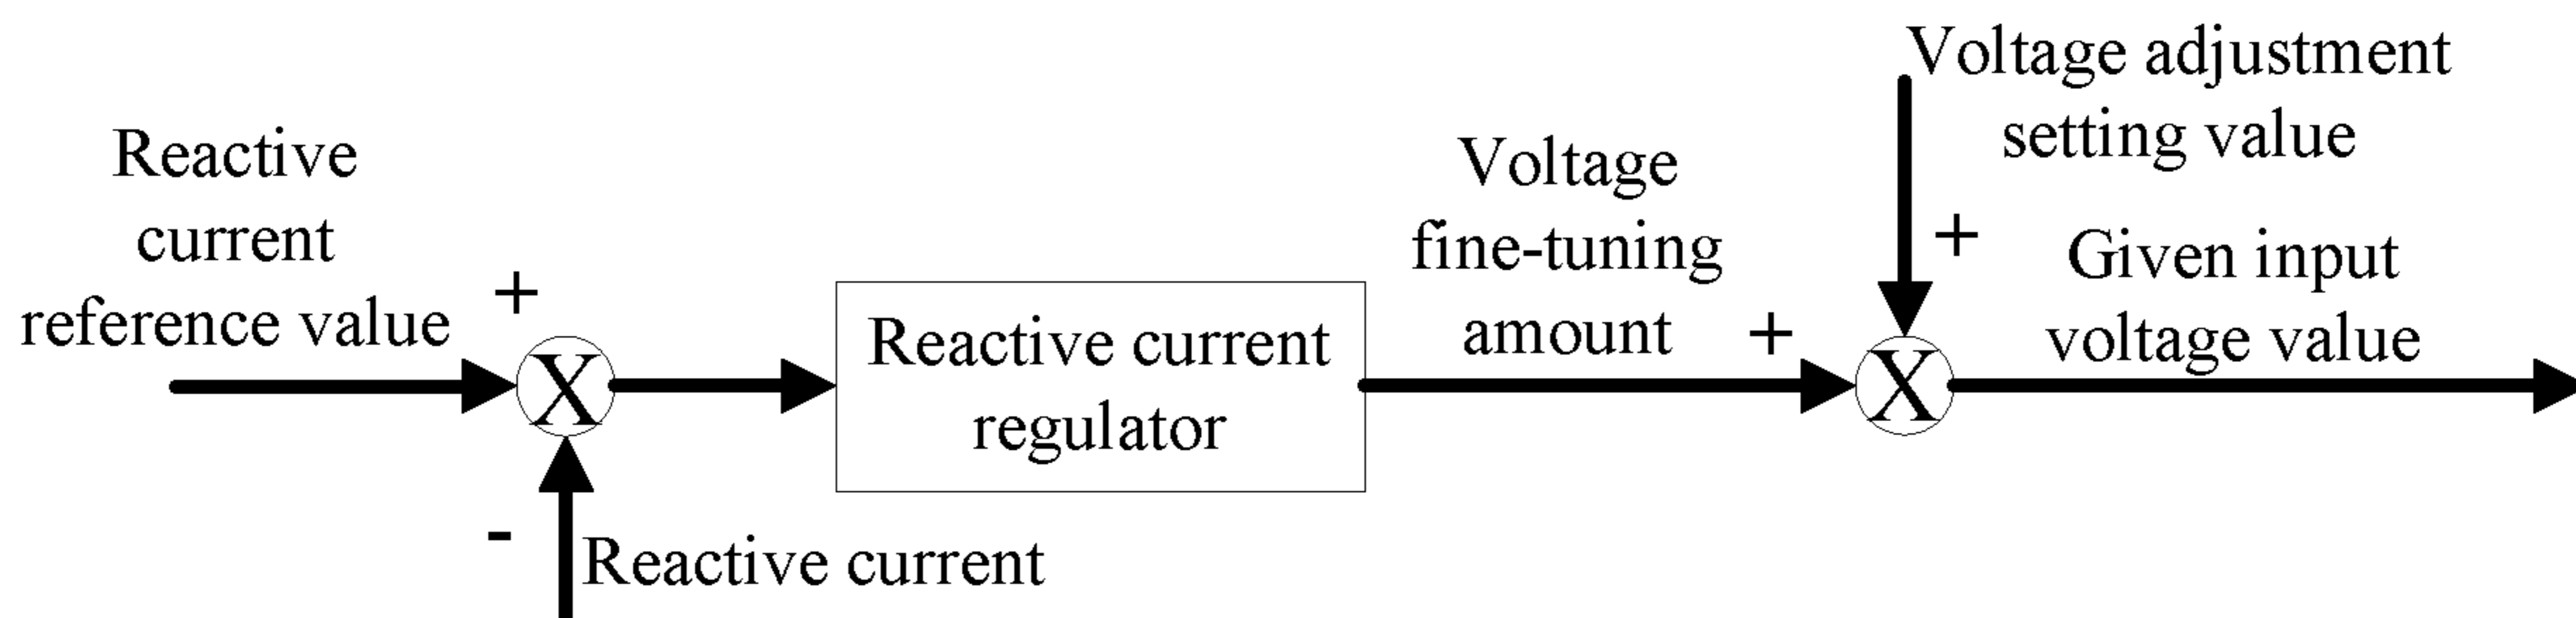 Reactive
current
reference value
+
X
-
Reactive current
Reactive current
regulator
Voltage
fine-tuning
amount
+
Voltage adjustment
setting value
+
X
Given input
voltage value